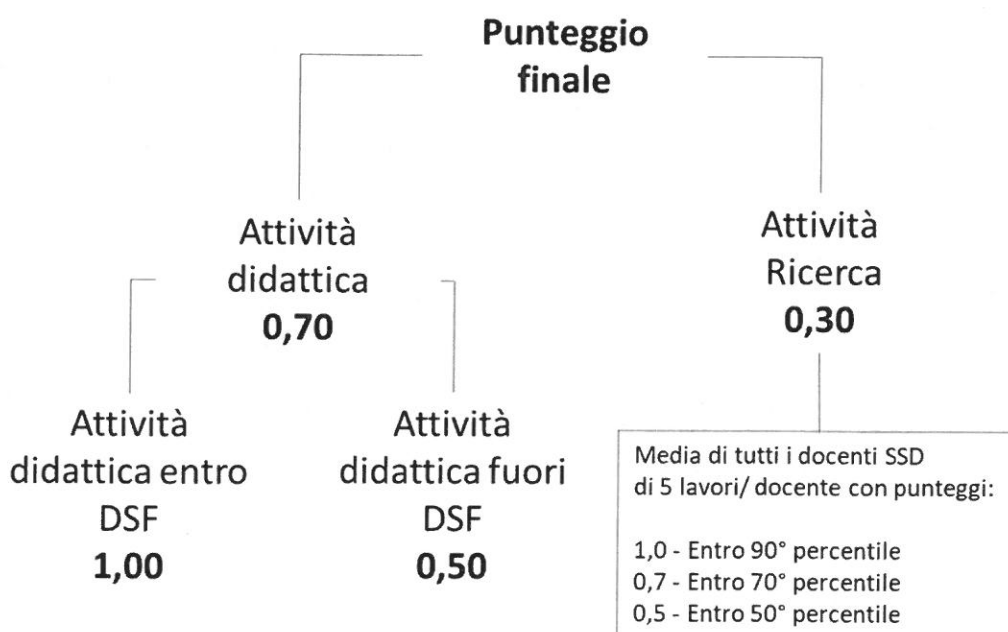 Punteggio
finale
Attività
didattica
0,70
Attività
Ricerca
0,30
Attività
didattica entro
DSF
1,00
Attività
didattica fuori
DSF
0,50
Media di tutti i docenti SSD
di 5 lavori/ docente con punteggi:
1,0 - Entro 90° percentile
0,7 - Entro 70° percentile
0,5 - Entro 50° percentile